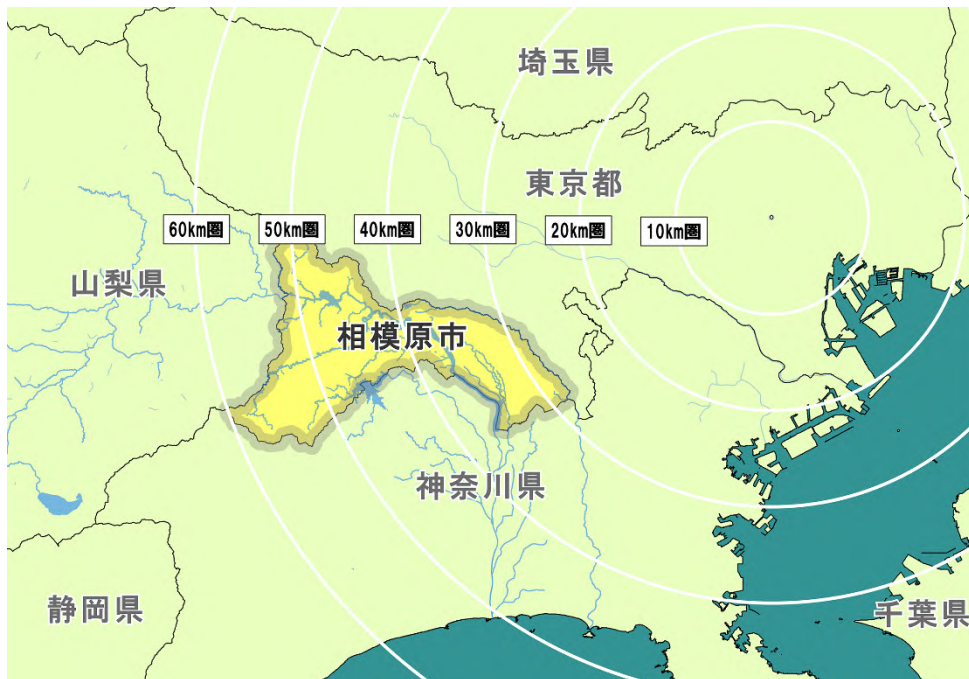 埼玉県
東京都
60km圏
50km圏
40km圏
30km圏
20km圏
10km圏
山梨県
相模原市
神奈川県
静岡県
千葉県